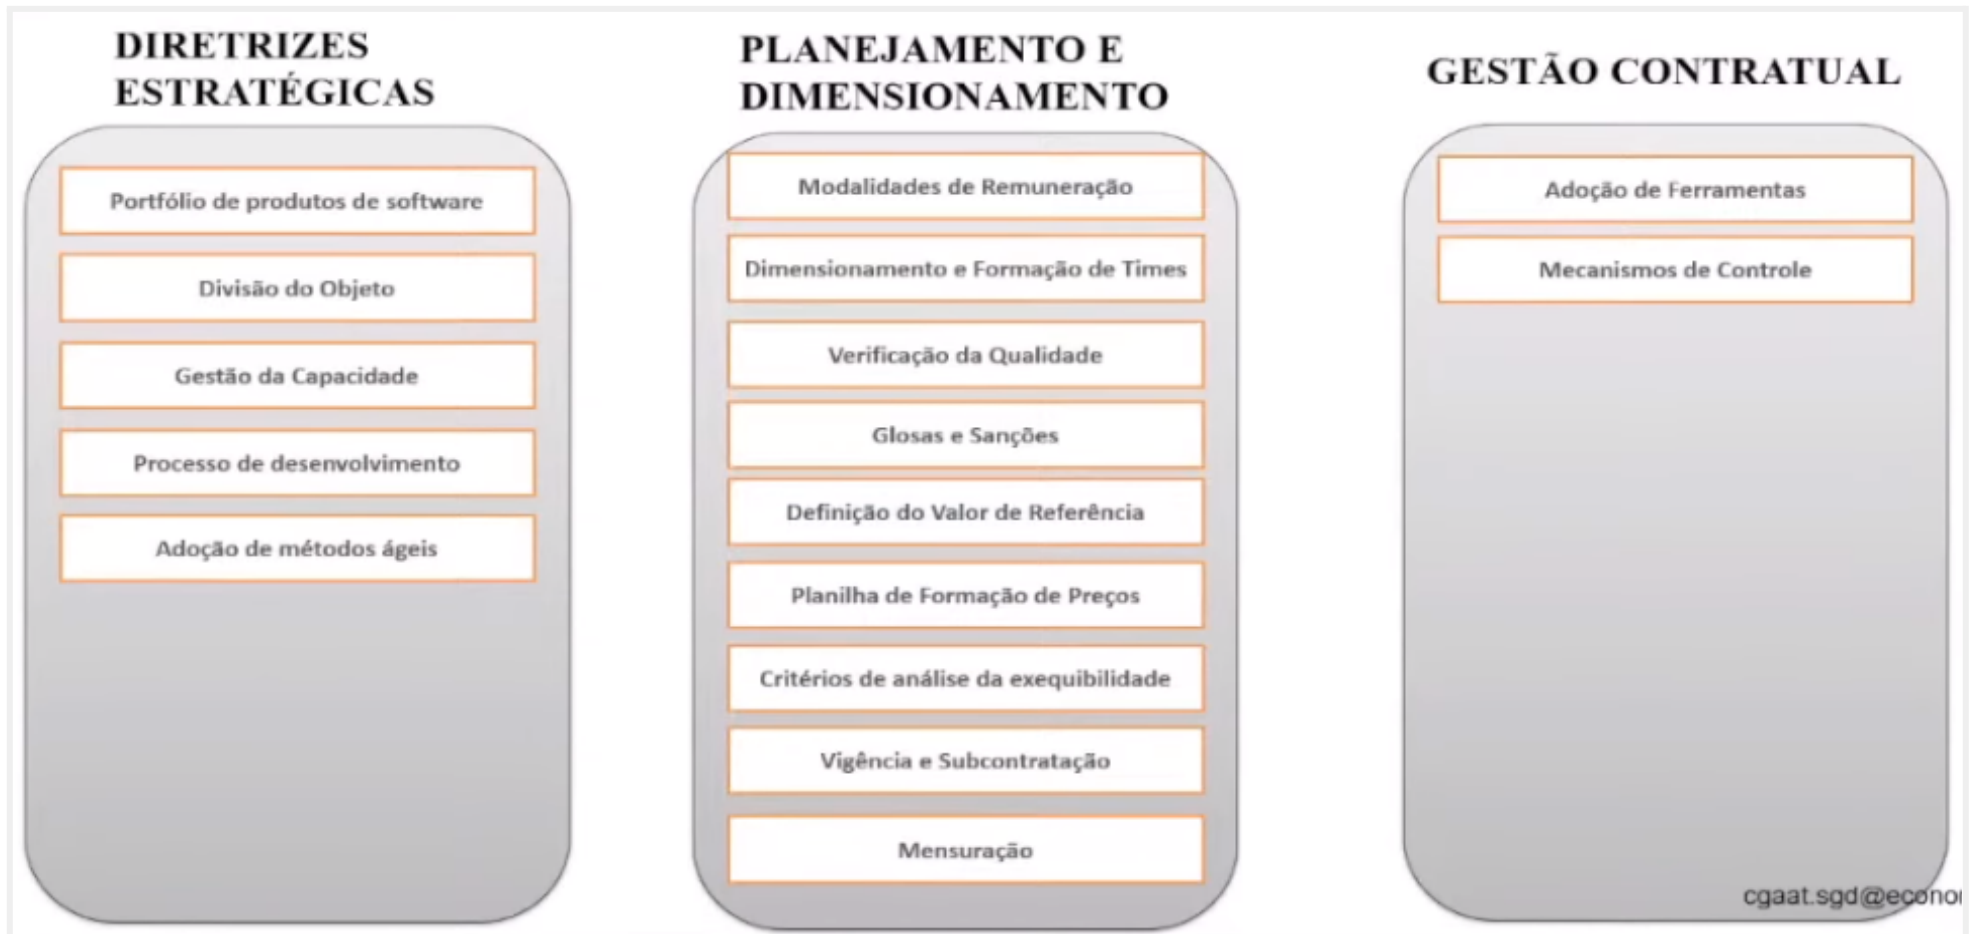 DIRETRIZES
ESTRATÉGICAS
Portfólio de produtos de software
Divisão do Objeto
Gestão da Capacidade
Processo de desenvolvimento
Adoção de métodos ágeis
PLANEJAMENTO E
DIMENSIONAMENTO
Modalidades de Remuneração
Dimensionamento e Formação de Times
Verificação da Qualidade
Glosas e Sanções
Definição do Valor de Referência
Planilha de Formação de Preços
Critérios de análise da exequibilidade
Vigência e Subcontratação
Mensuração
GESTÃO CONTRATUAL
Adoção de Ferramentas
Mecanismos de Controle